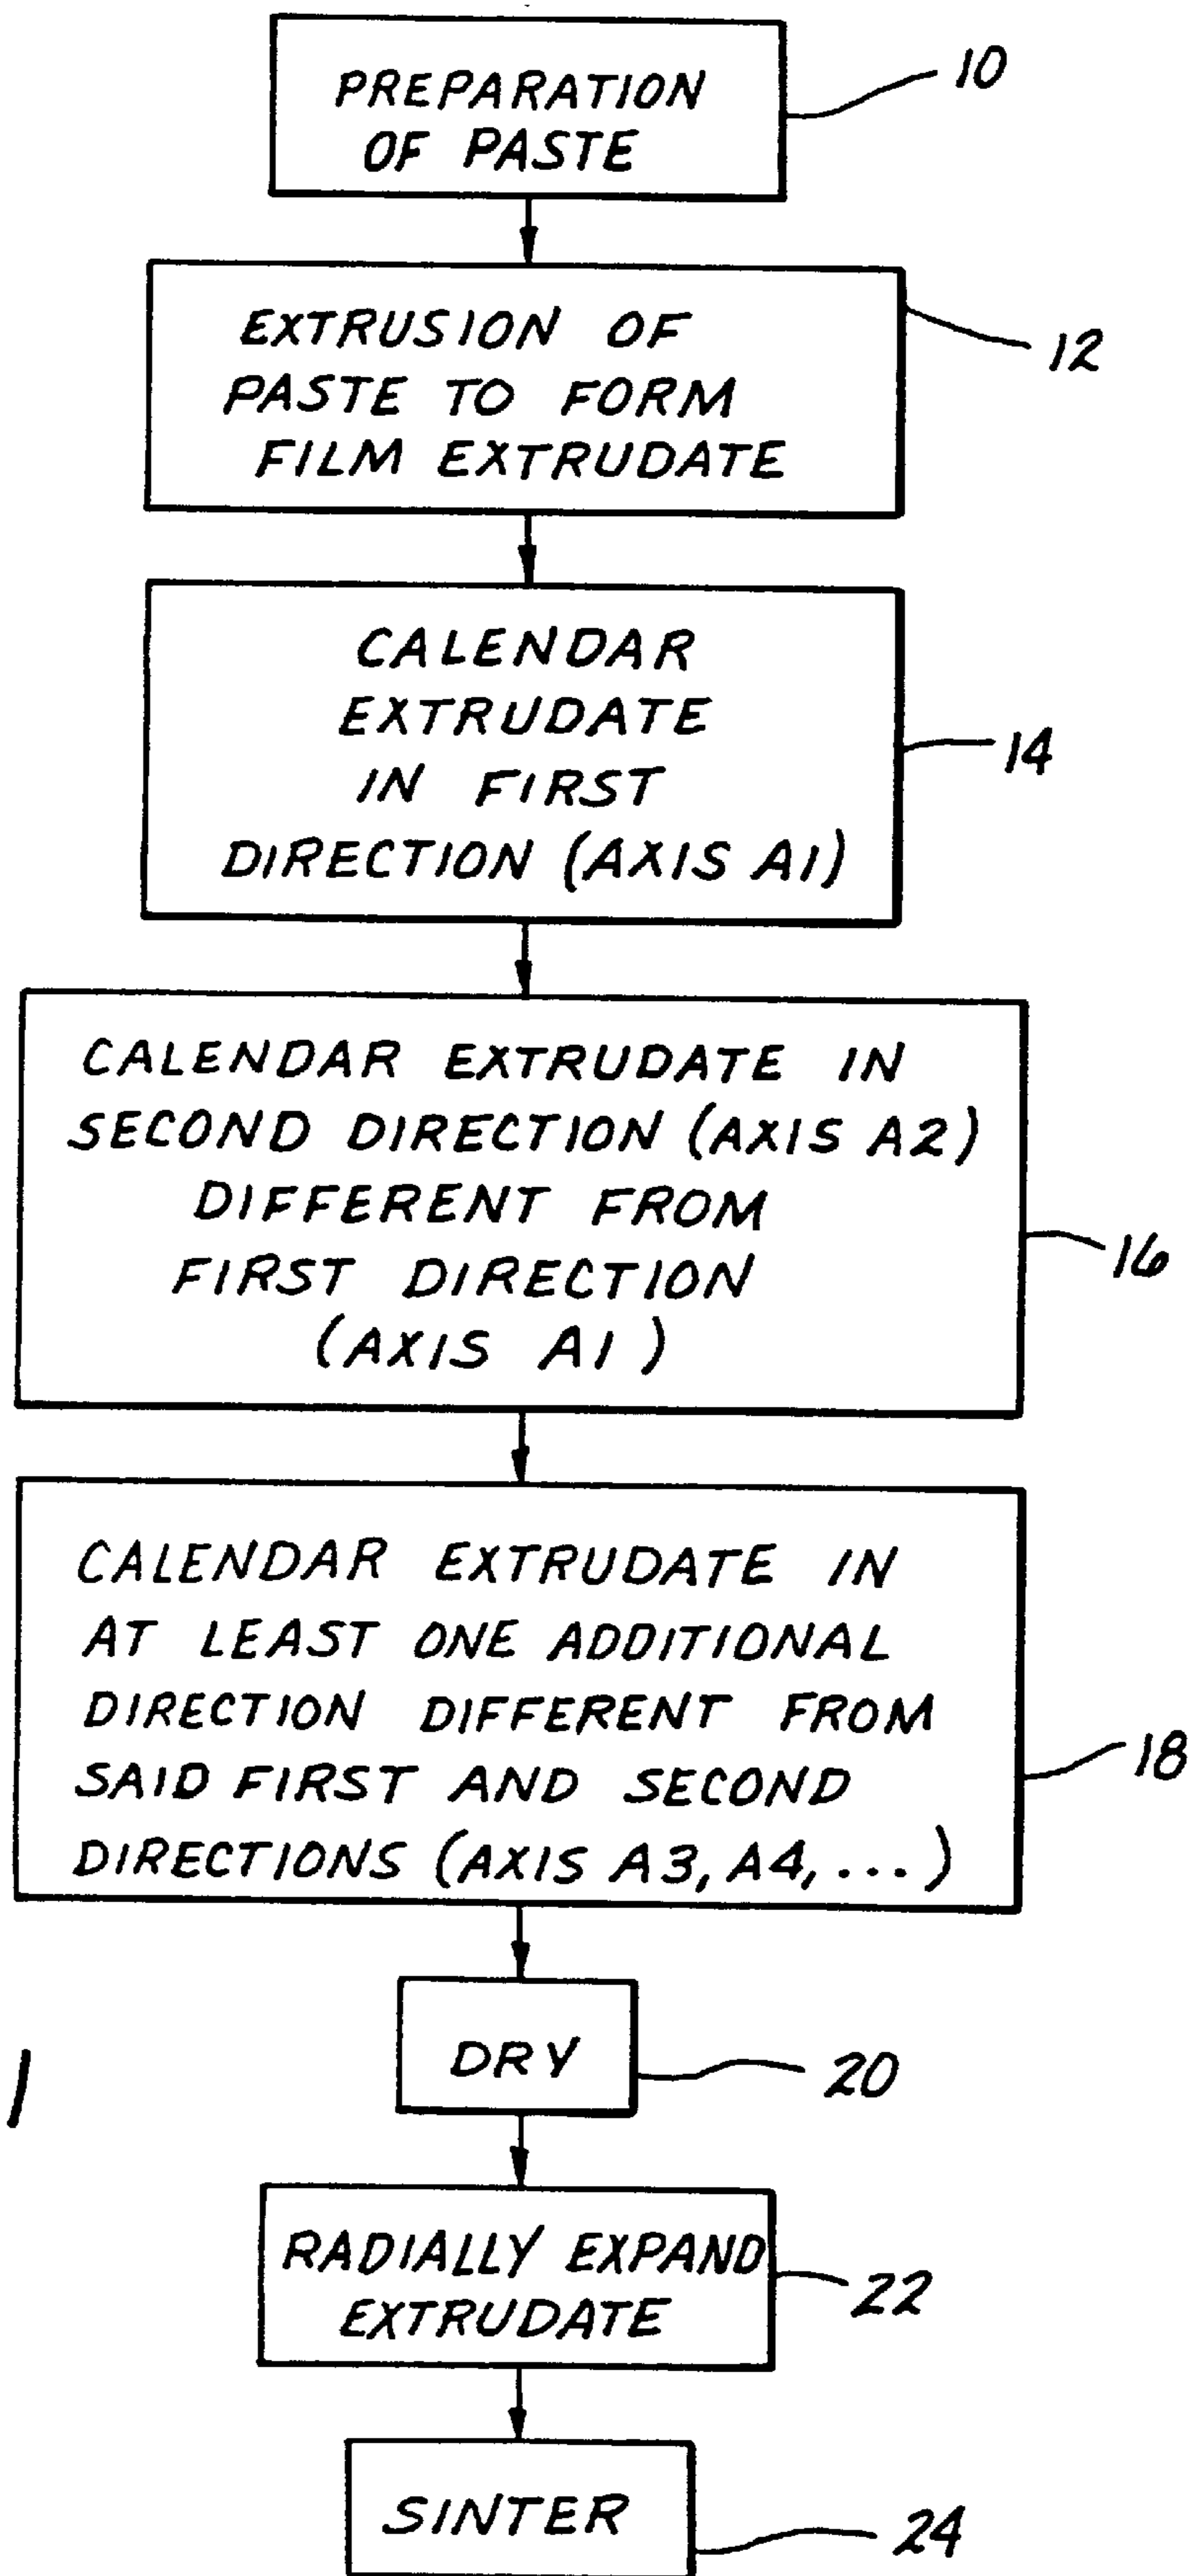 PREPARATION
OF PASTE
10
EXTRUSION OF
PASTE TO FORM
FILM EXTRUDATE
12
CALENDAR
EXTRUDATE
IN FIRST
DIRECTION (AXIS A1)
14
CALENDAR EXTRUDATE IN
SECOND DIRECTION (AXIS A2)
DIFFERENT FROM
FIRST DIRECTION
(AXIS A1)
16
CALENDAR EXTRUDATE IN
AT LEAST ONE ADDITIONAL
DIRECTION DIFFERENT FROM
SAID FIRST AND SECOND
DIRECTIONS (AXIS A3, A4, ...)
18
DRY
20
1
RADIALLY EXPAND
EXTRUDATE
22
SINTER
24